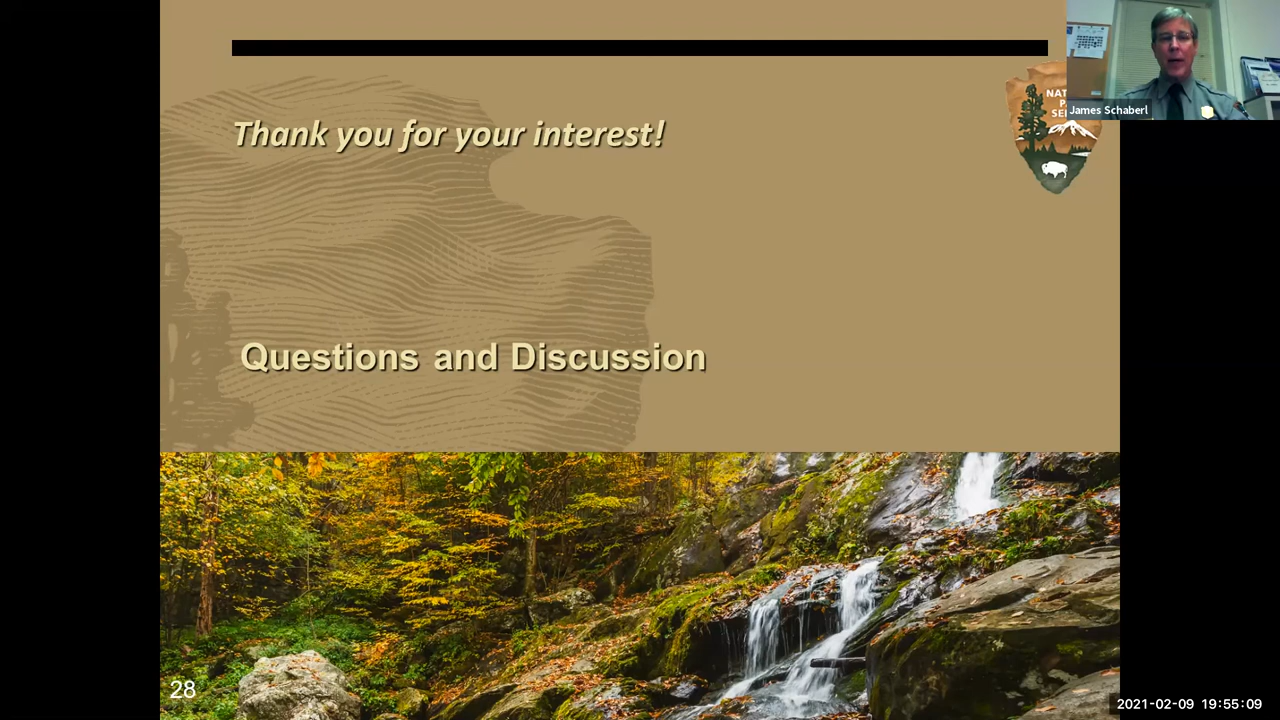 Thank you for your interest!
James Schaberl
Questions and Discussion
28
2021-02-09 19:55:09